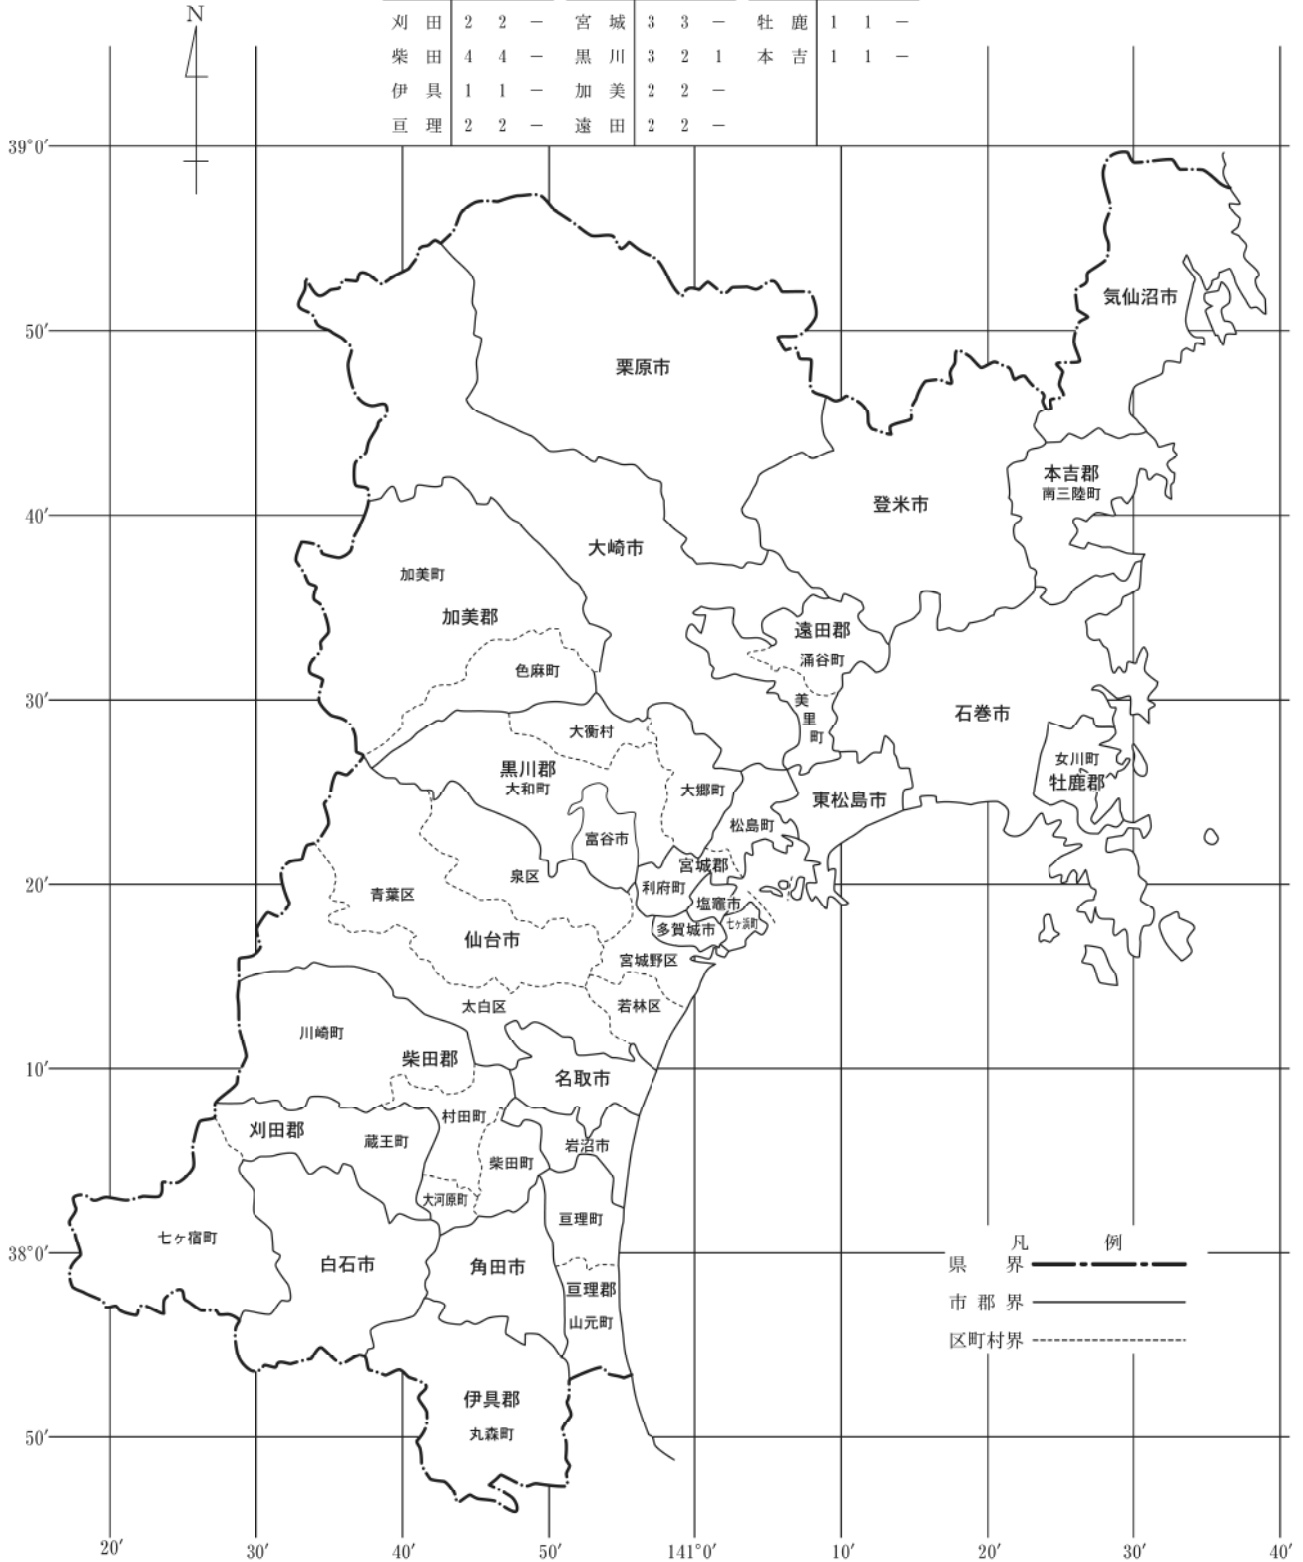 刈田 2 2 − 宮城 3 3 − 牡鹿 1 1 −
柴田 4 4 − 黒川 3 2 1 本吉 1 1 −
伊具 1 1 − 加美 2 2 −
亘理 2 2 − 遠田 2 2 −
N
39°0′
気仙沼市
50′
栗原市
本吉郡
南三陸町
登米市
40′
大崎市
加美町
加美郡
遠田郡
涌谷町
色麻町
30′
美里町
石巻市
大衡村
女川町
牡鹿郡
黒川郡
大和町
大郷町
東松島市
松島町
富谷市
宮城郡
20′
泉区
利府町
青葉区
塩竈市
七ヶ浜町
多賀城市
仙台市
宮城野区
太白区
若林区
川崎町
柴田郡
10′
名取市
村田町
刈田郡
蔵王町
岩沼市
柴田町
大河原町
亘理町
七ヶ宿町
38°0′
白石市
角田市
亘理郡
山元町
凡例
県界
市郡界
区町村界
伊具郡
丸森町
50′
20′ 30′ 40′ 50′ 141°0′ 10′ 20′ 30′ 40′